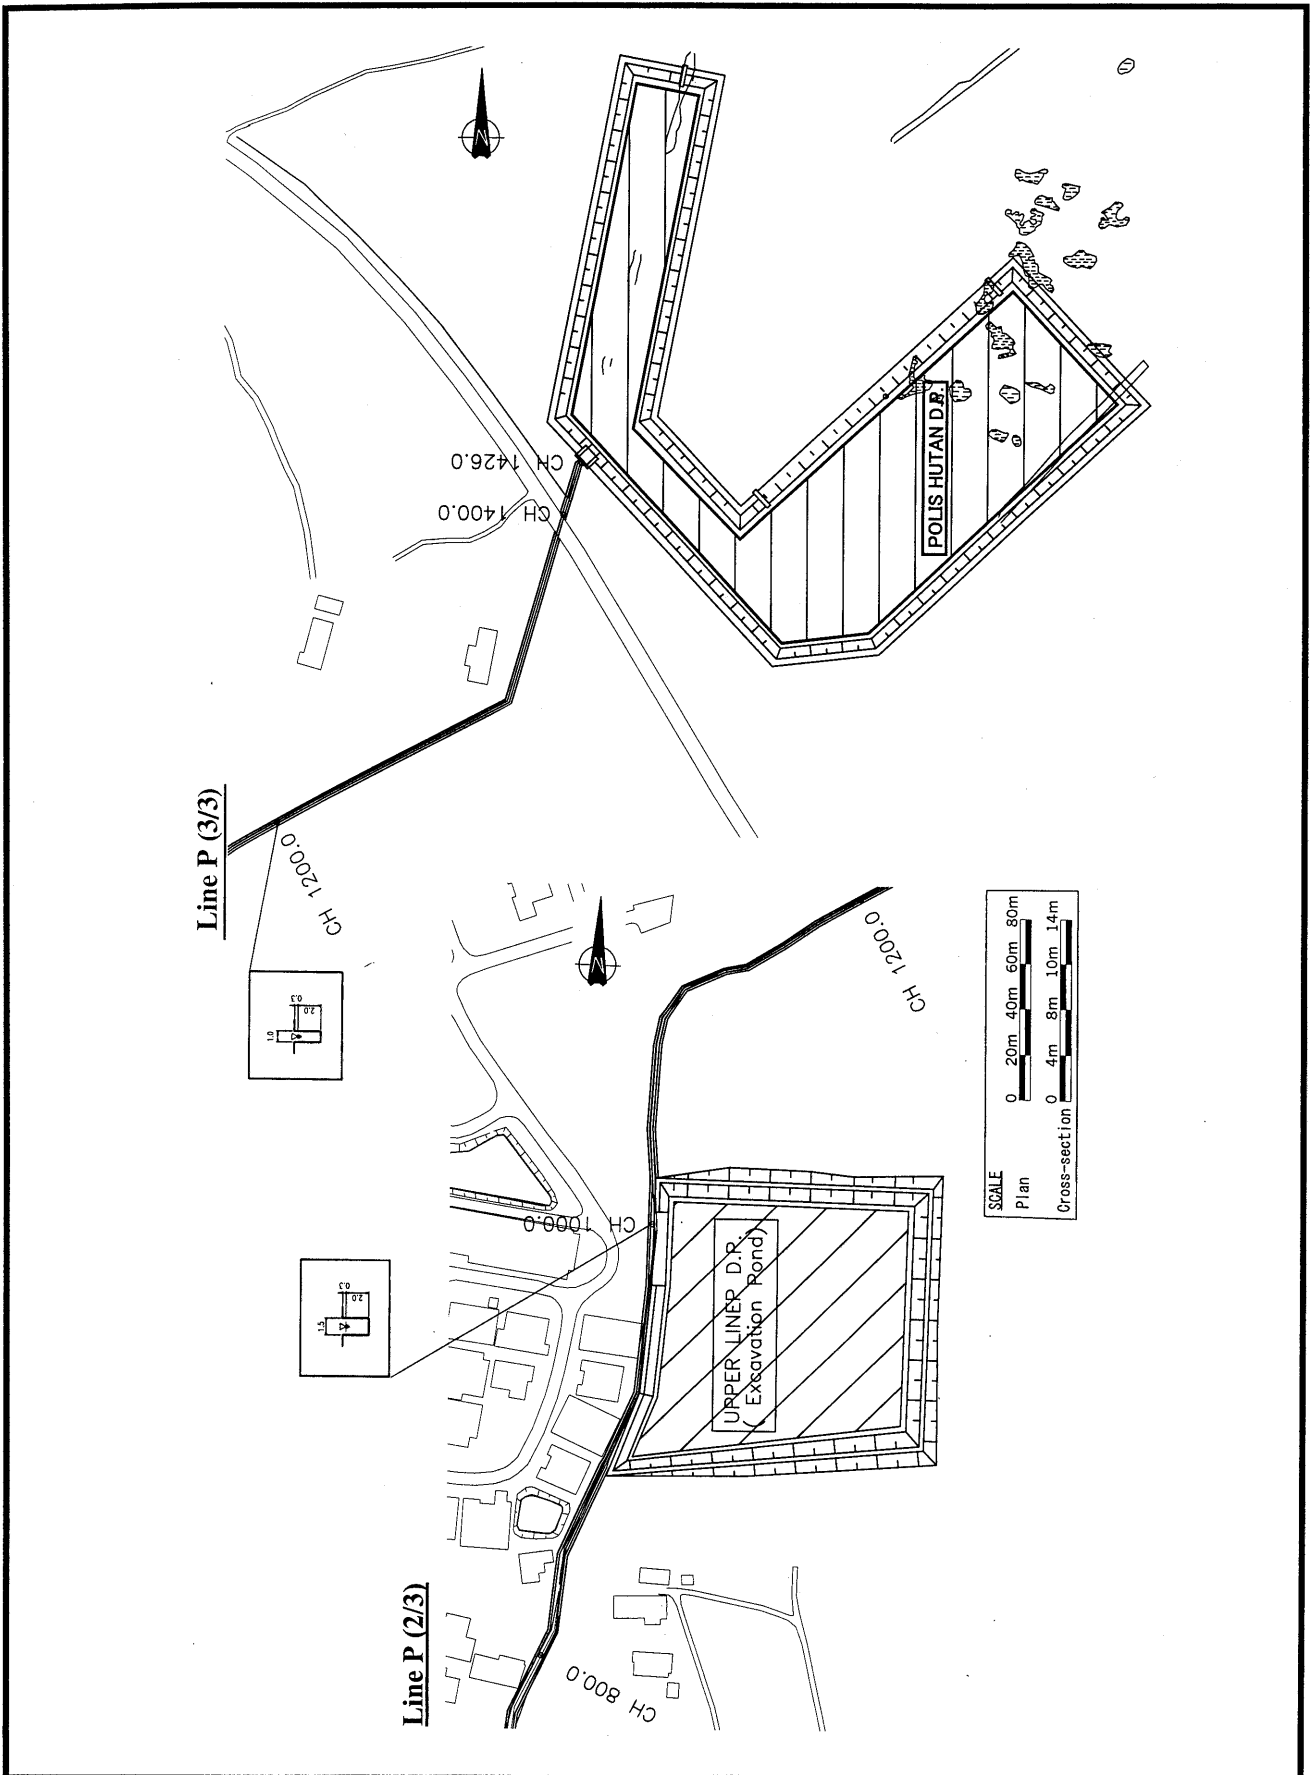 Line P (3/3)
N
CH 1426.0
CH 1400.0
CH 1200.0
1.0
0.3
2.0
POLIS HUTAN D.R.
Line P (2/3)
N
CH 1200.0
CH 1000.0
CH 800.0
1.5
0.3
2.0
UPPER LINEP D.R.
( Excavation Pond)
SCALE
Plan 0 20m 40m 60m 80m
Cross-section 0 4m 8m 10m 14m